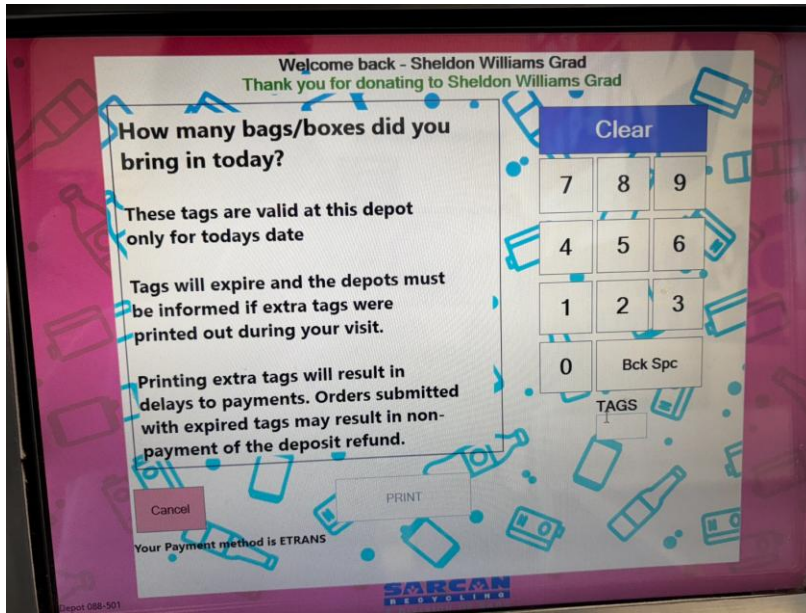 Welcome back - Sheldon Williams Grad
Thank you for donating to Sheldon Williams Grad
How many bags/boxes did you
bring in today?
These tags are valid at this depot
only for todays date
Tags will expire and the depots must
be informed if extra tags were
printed out during your visit.
Printing extra tags will result in
delays to payments. Orders submitted
with expired tags may result in non-
payment of the deposit refund.
Clear
7 8 9
4 5 6
1 2 3
0 Bck Spc
TAGS
Cancel
PRINT
Your Payment method is ETRANS
SARCAN
RECYCLING
Depot 088-501